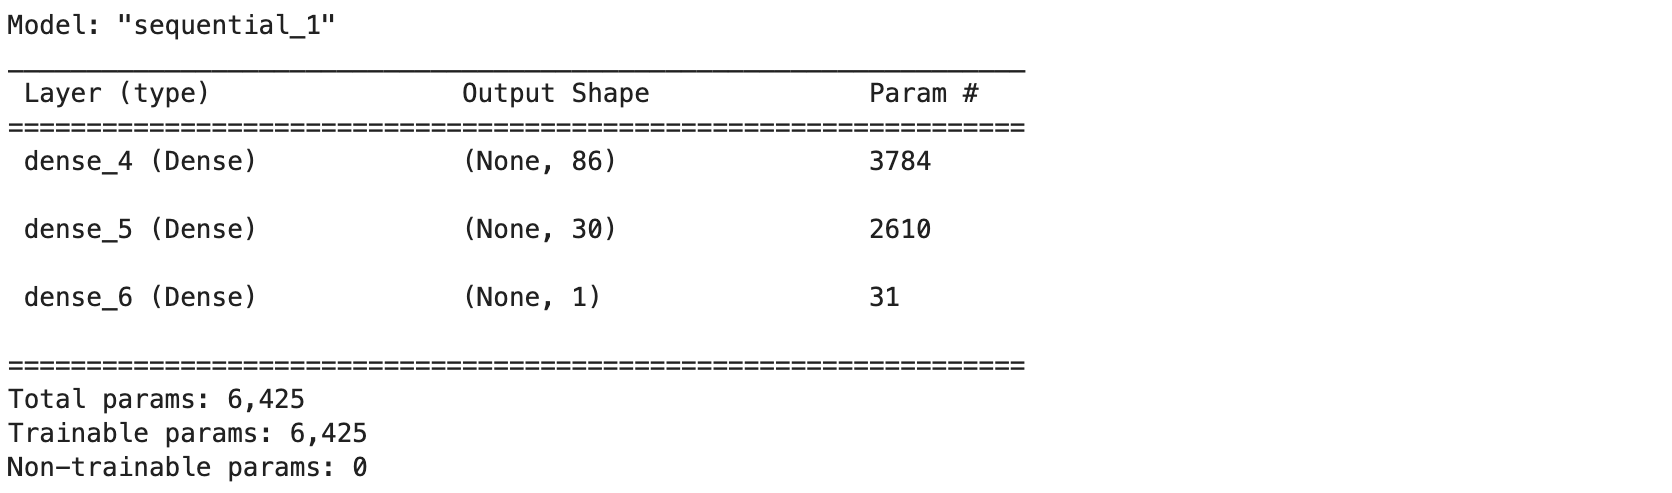 Model: "sequential_1"
_________________________________________________________________
Layer (type)                Output Shape              Param #
=================================================================
dense_4 (Dense)             (None, 86)                3784
dense_5 (Dense)             (None, 30)                2610
dense_6 (Dense)             (None, 1)                 31
=================================================================
Total params: 6,425
Trainable params: 6,425
Non-trainable params: 0